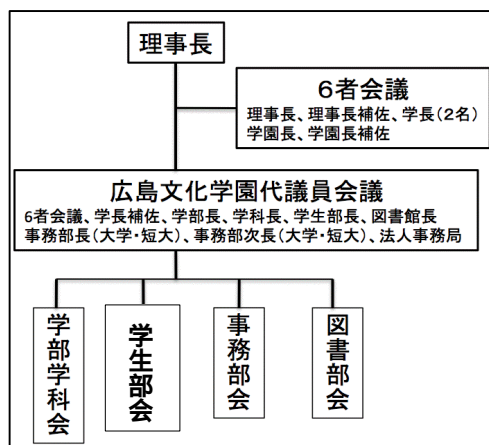 理事長
6者会議
理事長、理事長補佐、学長(2名)
学園長、学園長補佐
広島文化学園代議員会議
6者会議、学長補佐、学部長、学科長、学生部長、図書館長
事務部長(大学・短大)、事務部次長(大学・短大)、法人事務局
学部学科会
学生部会
事務部会
図書部会